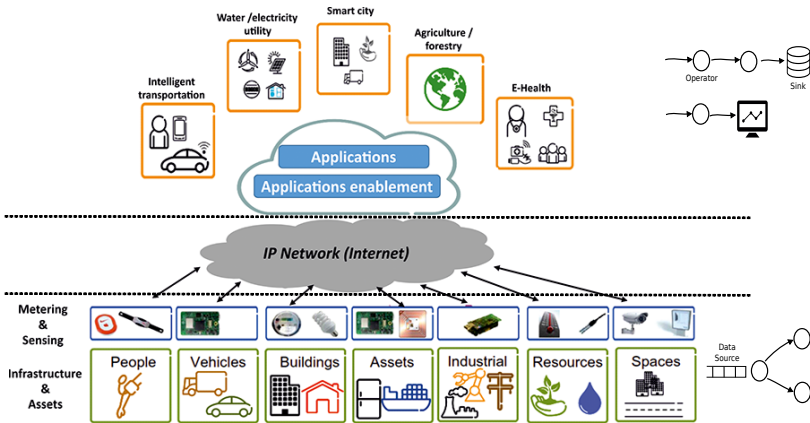 Smart city
Water /electricity
utility
Agriculture /
forestry
Intelligent
transportation
E-Health
Operator
Sink
Applications
Applications enablement
IP Network (Internet)
Metering
&
Sensing
Infrastructure
&
Assets
People
Vehicles
Buildings
Assets
Industrial
Resources
Spaces
Data
Source